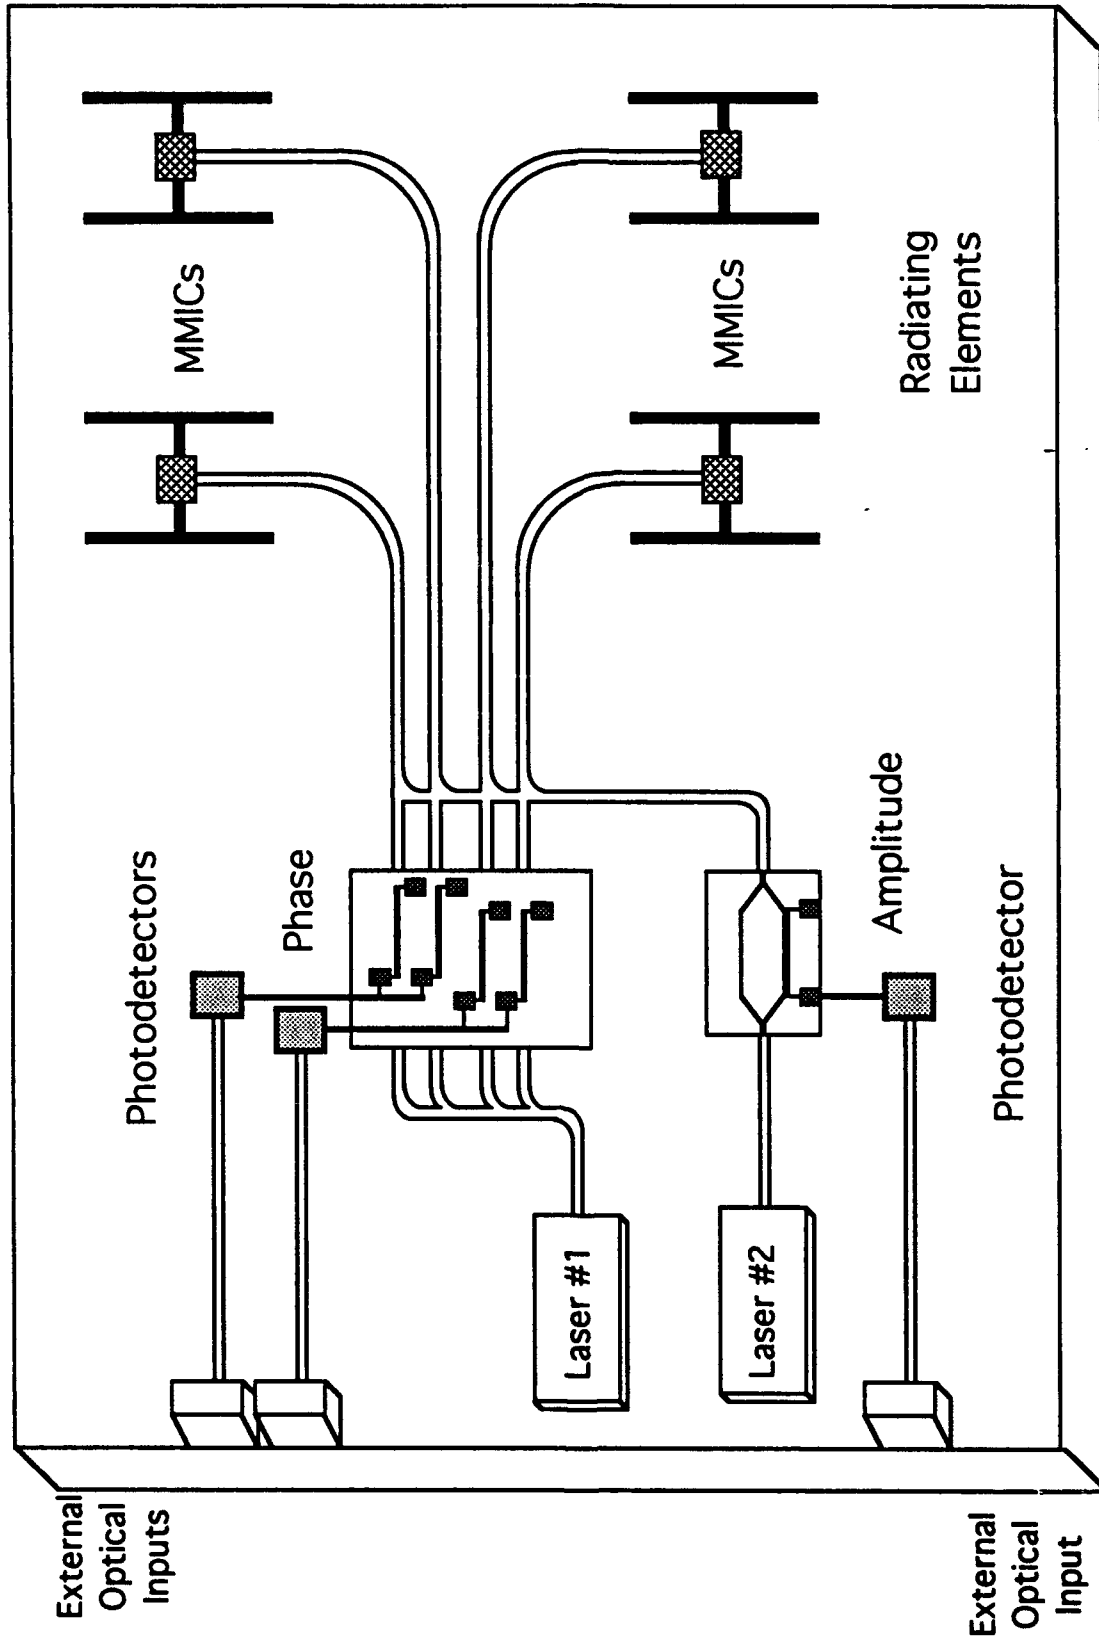 External
Optical
Inputs
Photodetectors
Phase
MMICs
Laser #1
Laser #2
MMICs
Amplitude
Radiating
Elements
Photodetector
External
Optical
Input